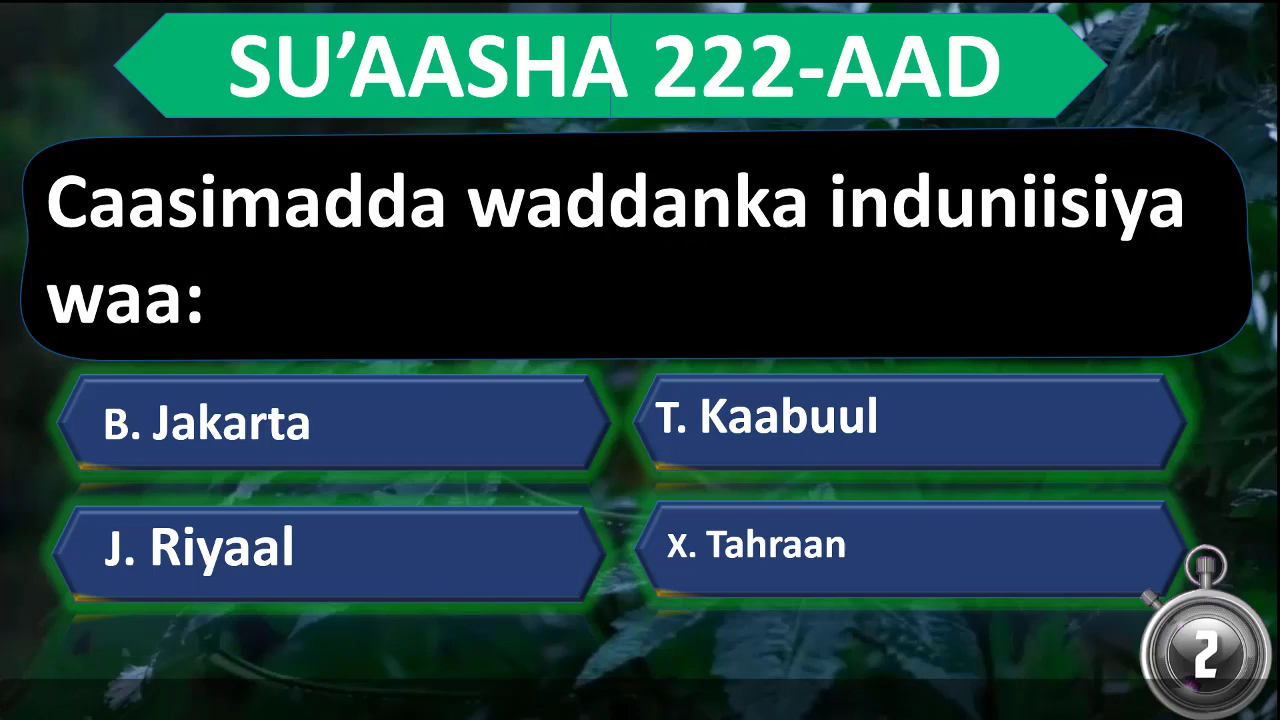 SU’AASHA 222-AAD
Caasimadda waddanka induniisiya
waa:
B. Jakarta
T. Kaabuul
J. Riyaal
X. Tahraan
2